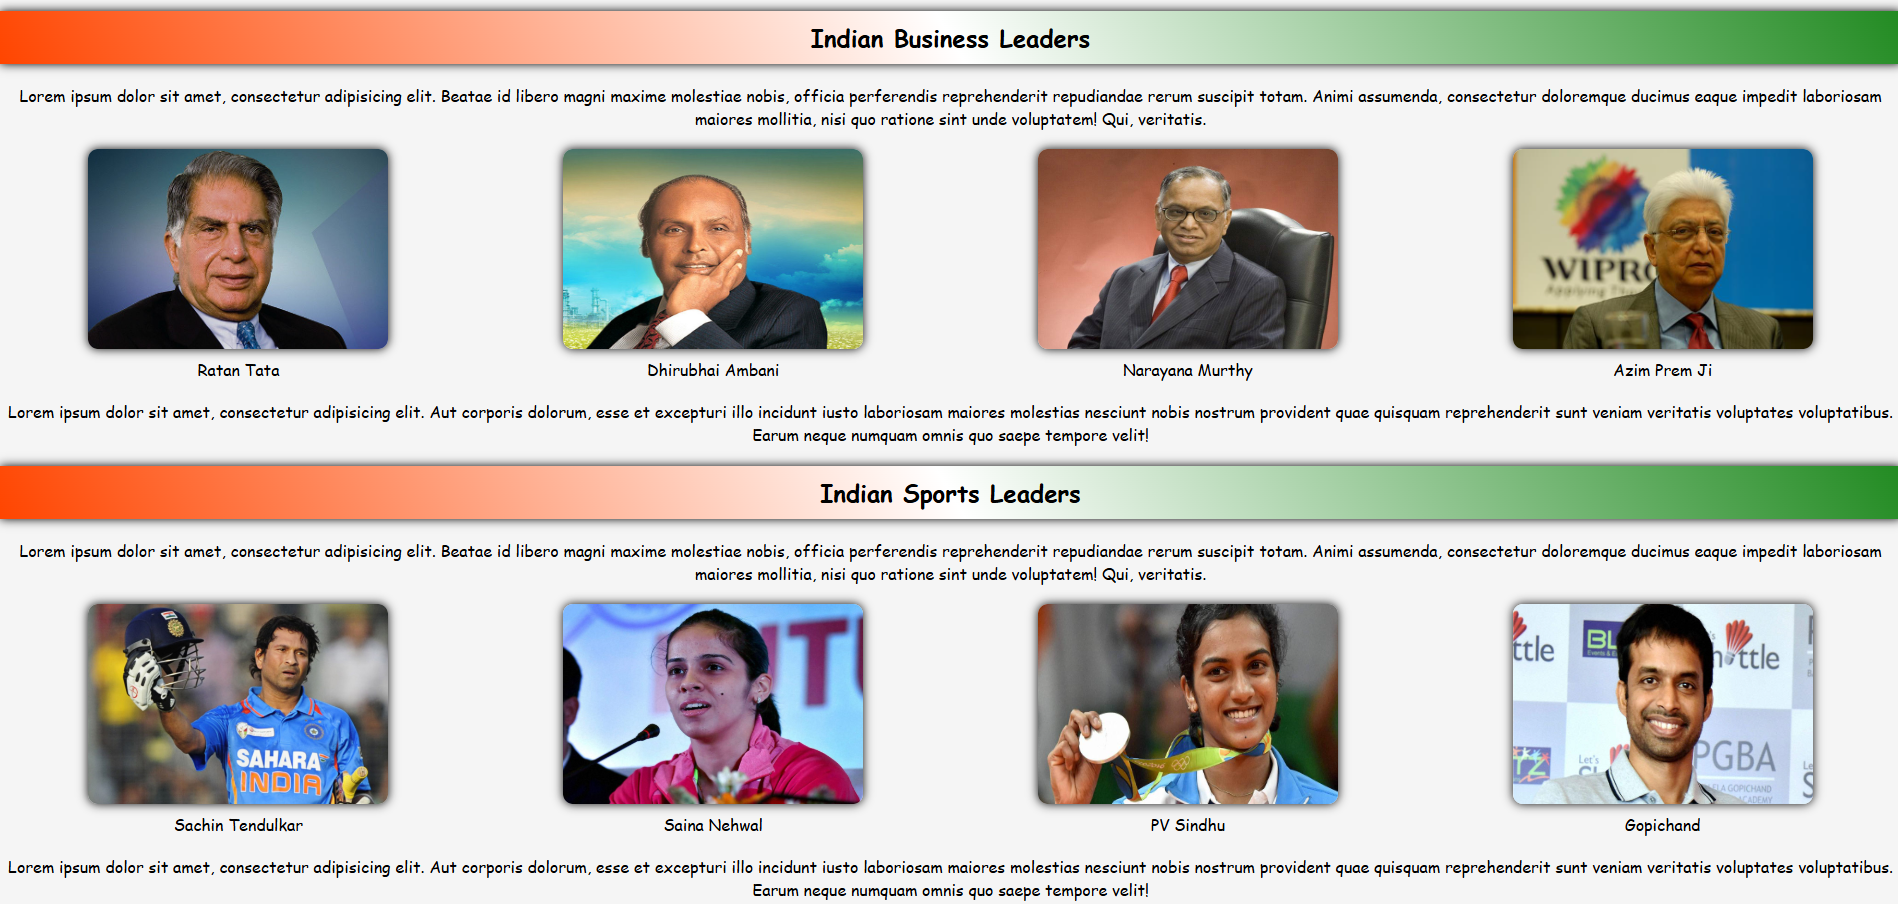 Indian Business Leaders
Lorem ipsum dolor sit amet, consectetur adipisicing elit. Beatae id libero magni maxime molestiae nobis, officia perferendis reprehenderit repudiandae rerum suscipit totam. Animi assumenda, consectetur doloremque ducimus eaque impedit laboriosam
maiores mollitia, nisi quo ratione sint unde voluptatem! Qui, veritatis.
WIPRO
Ratan Tata
Dhirubhai Ambani
Narayana Murthy
Azim Prem Ji
Lorem ipsum dolor sit amet, consectetur adipisicing elit. Aut corporis dolorum, esse et excepturi illo incidunt iusto laboriosam maiores molestias nesciunt nobis nostrum provident quae quisquam reprehenderit sunt veniam veritatis voluptates voluptatibus.
Earum neque numquam omnis quo saepe tempore velit!
Indian Sports Leaders
Lorem ipsum dolor sit amet, consectetur adipisicing elit. Beatae id libero magni maxime molestiae nobis, officia perferendis reprehenderit repudiandae rerum suscipit totam. Animi assumenda, consectetur doloremque ducimus eaque impedit laboriosam
maiores mollitia, nisi quo ratione sint unde voluptatem! Qui, veritatis.
SAHARA
INDIA
PGBA
Sachin Tendulkar
Saina Nehwal
PV Sindhu
Gopichand
Lorem ipsum dolor sit amet, consectetur adipisicing elit. Aut corporis dolorum, esse et excepturi illo incidunt iusto laboriosam maiores molestias nesciunt nobis nostrum provident quae quisquam reprehenderit sunt veniam veritatis voluptates voluptatibus.
Earum neque numquam omnis quo saepe tempore velit!